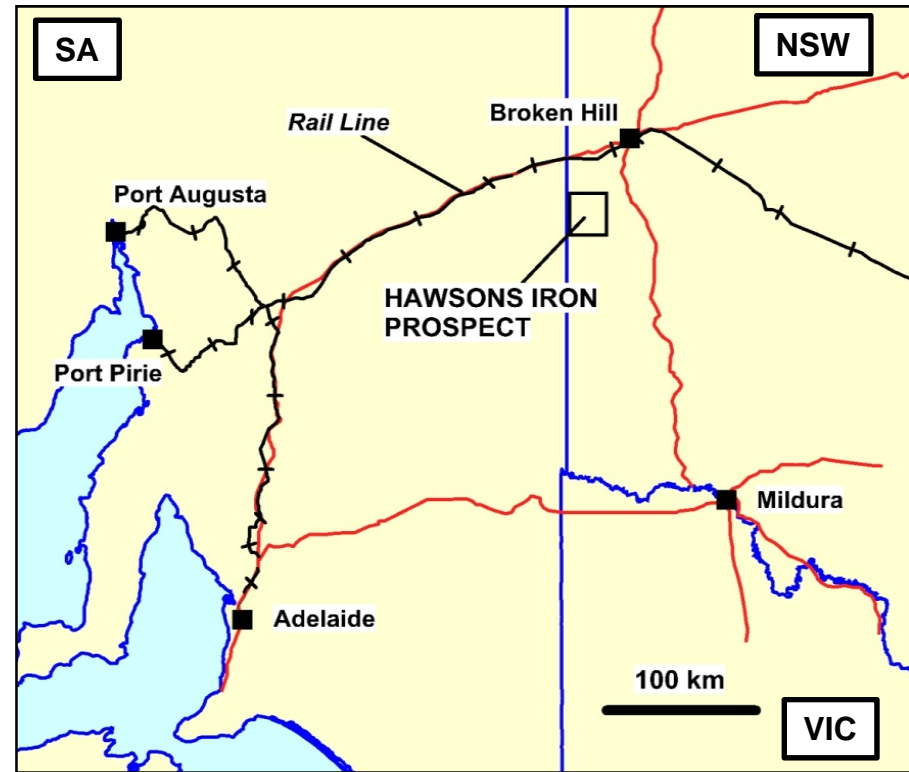 SA
NSW
Broken Hill
Rail Line
Port Augusta
HAWSONS IRON
PROSPECT
Port Pirie
Mildura
Adelaide
100 km
VIC